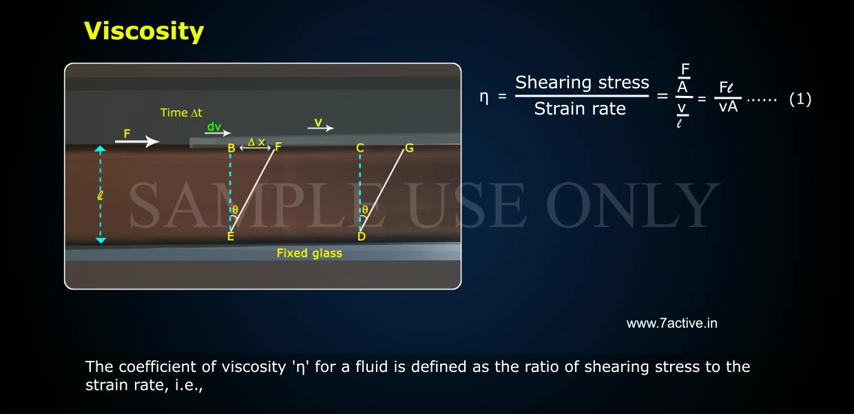 Viscosity
Time Δt
F
dv
v
B Δx F C G
ℓ
θ θ
E D
Fixed glass
η = Shearing stress / Strain rate = F/A / v/ℓ = Fℓ / vA ...... (1)
SAMPLE USE ONLY
www.7active.in
The coefficient of viscosity 'η' for a fluid is defined as the ratio of shearing stress to the
strain rate, i.e.,